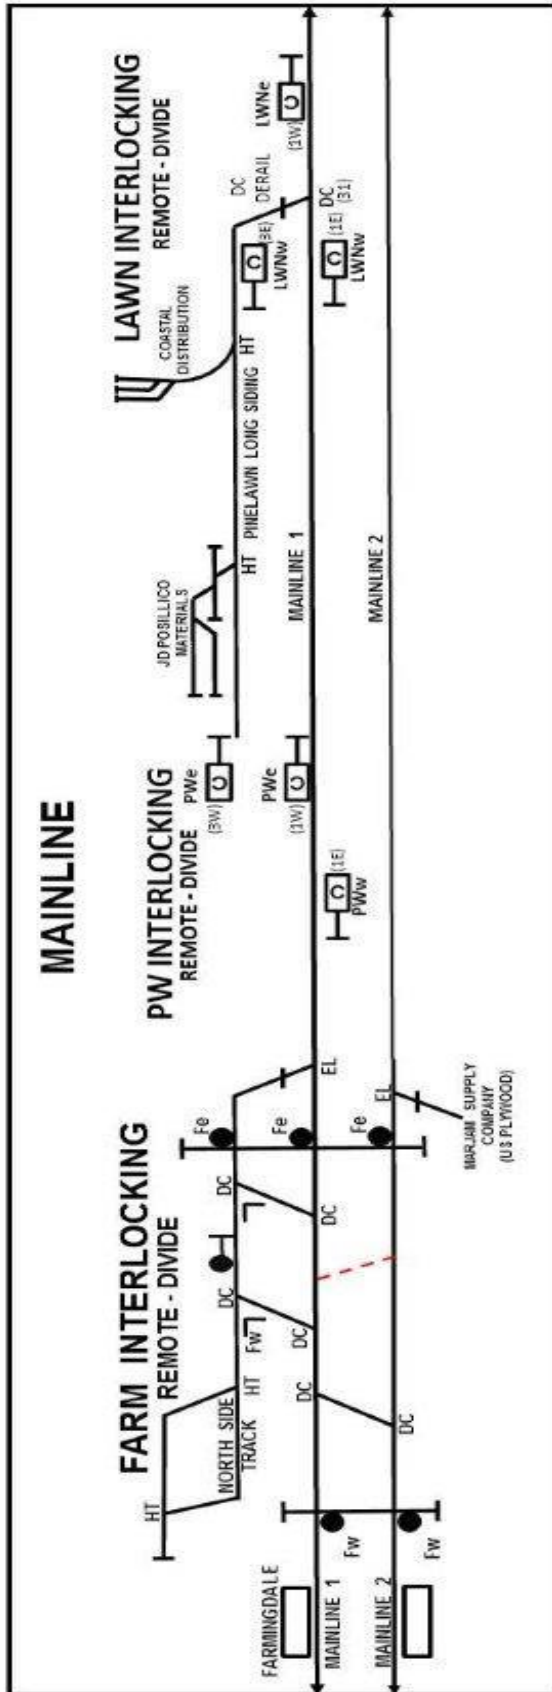 MAINLINE
FARM INTERLOCKING
REMOTE - DIVIDE
PW INTERLOCKING
REMOTE - DIVIDE
LAWN INTERLOCKING
REMOTE - DIVIDE
COASTAL
DISTRIBUTION
JD POSILLICO
MATERIALS
HT
NORTH SIDE
TRACK
HT
Fw
DC
DC
Fe
(3W)
PWe
HT
PINELAWN LONG SIDING
HT
(3E)
LWNw
DC
DERAIL
DC
DC
DC
Fe
EL
(1W)
PWe
(1W)
LWNe
FARMINGDALE
MAINLINE 1
Fw
MAINLINE 1
(1E)
PWw
(1E)
LWNw
DC
(31)
DC
Fe
EL
MAINLINE 2
MAINLINE 2
Fw
MARJAM SUPPLY
COMPANY
(US PLYWOOD)